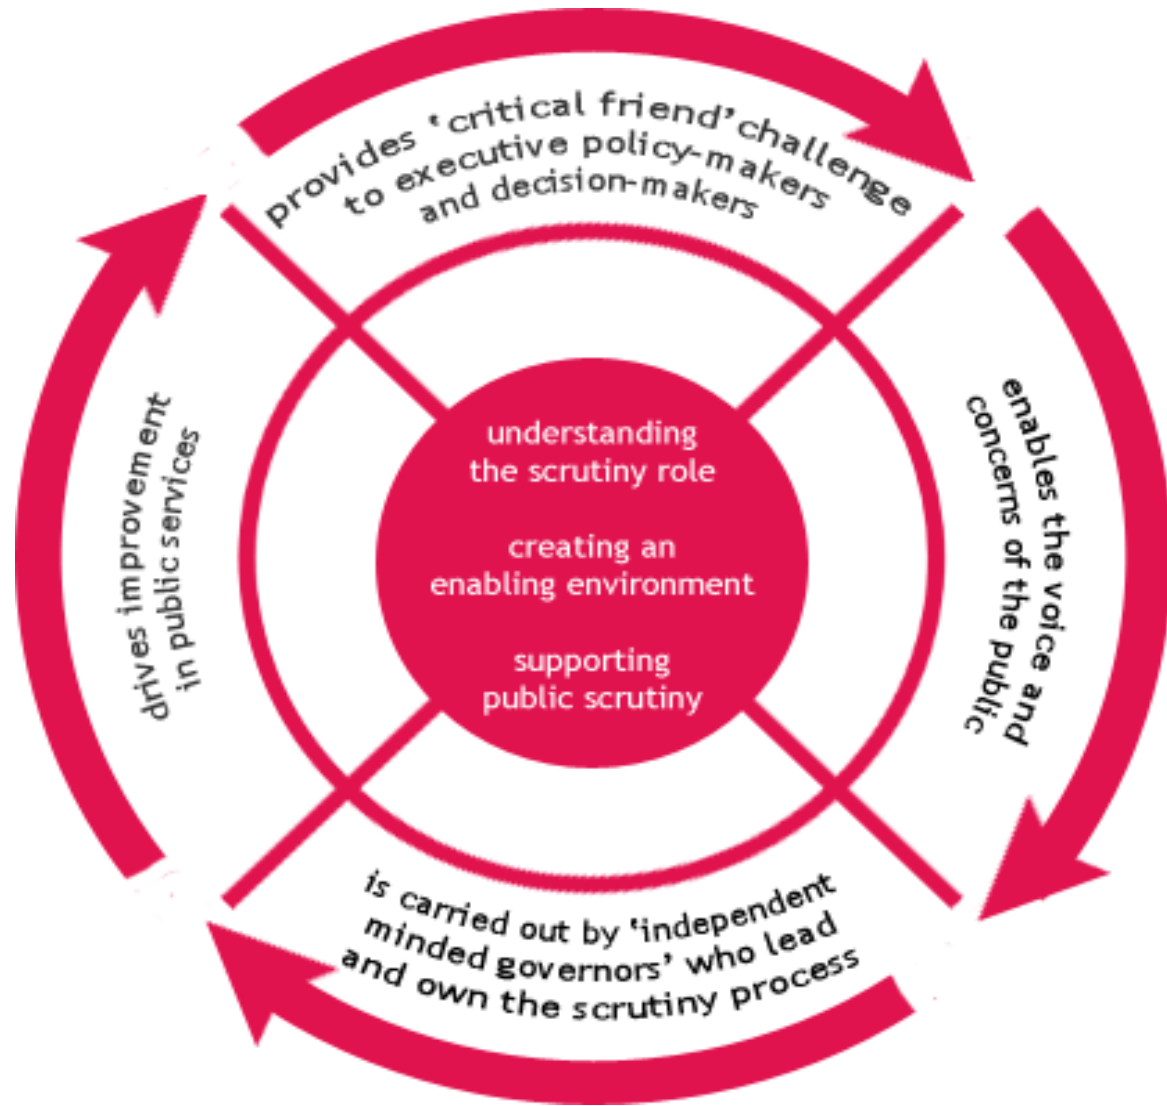 provides ‘critical friend’ challenge
to executive policy-makers
and decision-makers
enables the voice and
concerns of the public
is carried out by ‘independent
minded governors’ who lead
and own the scrutiny process
drives improvement
in public services
understanding
the scrutiny role
creating an
enabling environment
supporting
public scrutiny